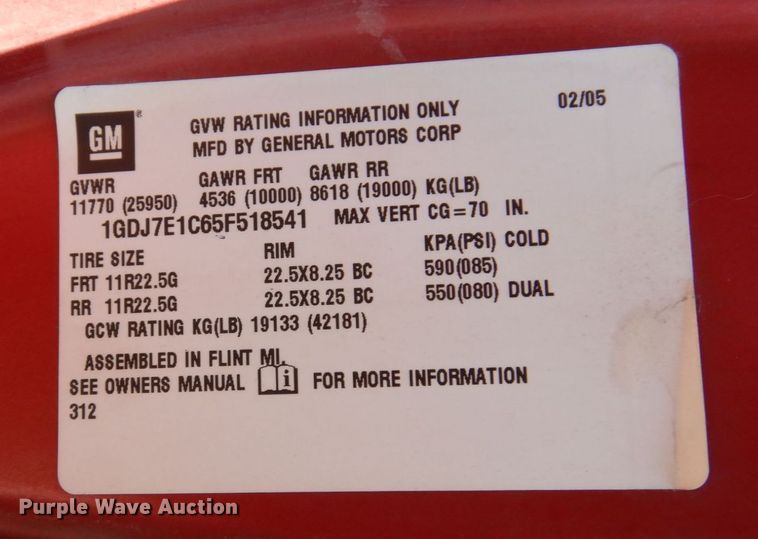 GM ®
GVW RATING INFORMATION ONLY 02/05
MFD BY GENERAL MOTORS CORP
GVWR GAWR FRT GAWR RR
11770 (25950) 4536 (10000) 8618 (19000) KG(LB)
1GDJ7E1C65F518541 MAX VERT CG=70 IN.
TIRE SIZE RIM KPA(PSI) COLD
FRT 11R22.5G 22.5X8.25 BC 590(085)
RR 11R22.5G 22.5X8.25 BC 550(080) DUAL
GCW RATING KG(LB) 19133 (42181)
ASSEMBLED IN FLINT MI.
SEE OWNERS MANUAL i FOR MORE INFORMATION
312
Purple Wave Auction